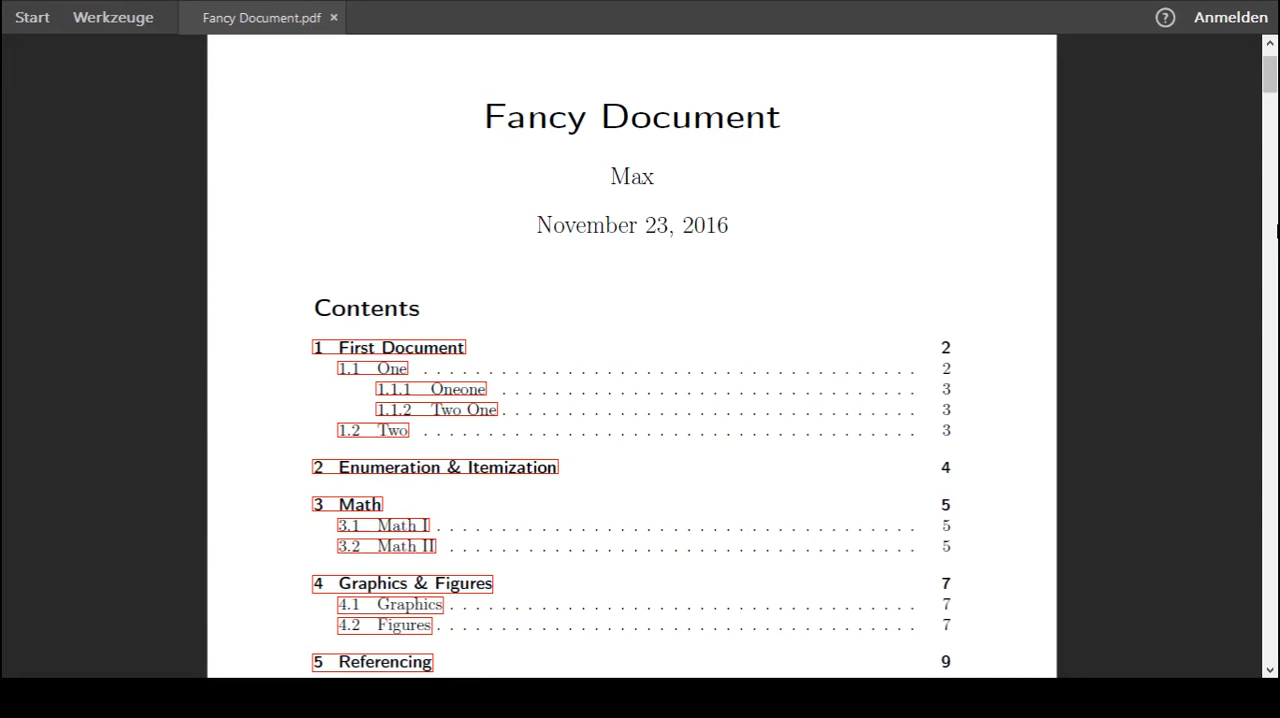 Start Werkzeuge Fancy Document.pdf × ? Anmelden
Fancy Document
Max
November 23, 2016
Contents
1 First Document 2
1.1 One . . . . . . . . . . . . . . . . . . . . . . . . . . . . . . . . . . . . . . 2
1.1.1 Oneone . . . . . . . . . . . . . . . . . . . . . . . . . . . . . . . . 3
1.1.2 Two One . . . . . . . . . . . . . . . . . . . . . . . . . . . . . . . . 3
1.2 Two . . . . . . . . . . . . . . . . . . . . . . . . . . . . . . . . . . . . . . 3
2 Enumeration & Itemization 4
3 Math 5
3.1 Math I . . . . . . . . . . . . . . . . . . . . . . . . . . . . . . . . . . . . . 5
3.2 Math II . . . . . . . . . . . . . . . . . . . . . . . . . . . . . . . . . . . . 5
4 Graphics & Figures 7
4.1 Graphics . . . . . . . . . . . . . . . . . . . . . . . . . . . . . . . . . . . . 7
4.2 Figures . . . . . . . . . . . . . . . . . . . . . . . . . . . . . . . . . . . . . 7
5 Referencing 9